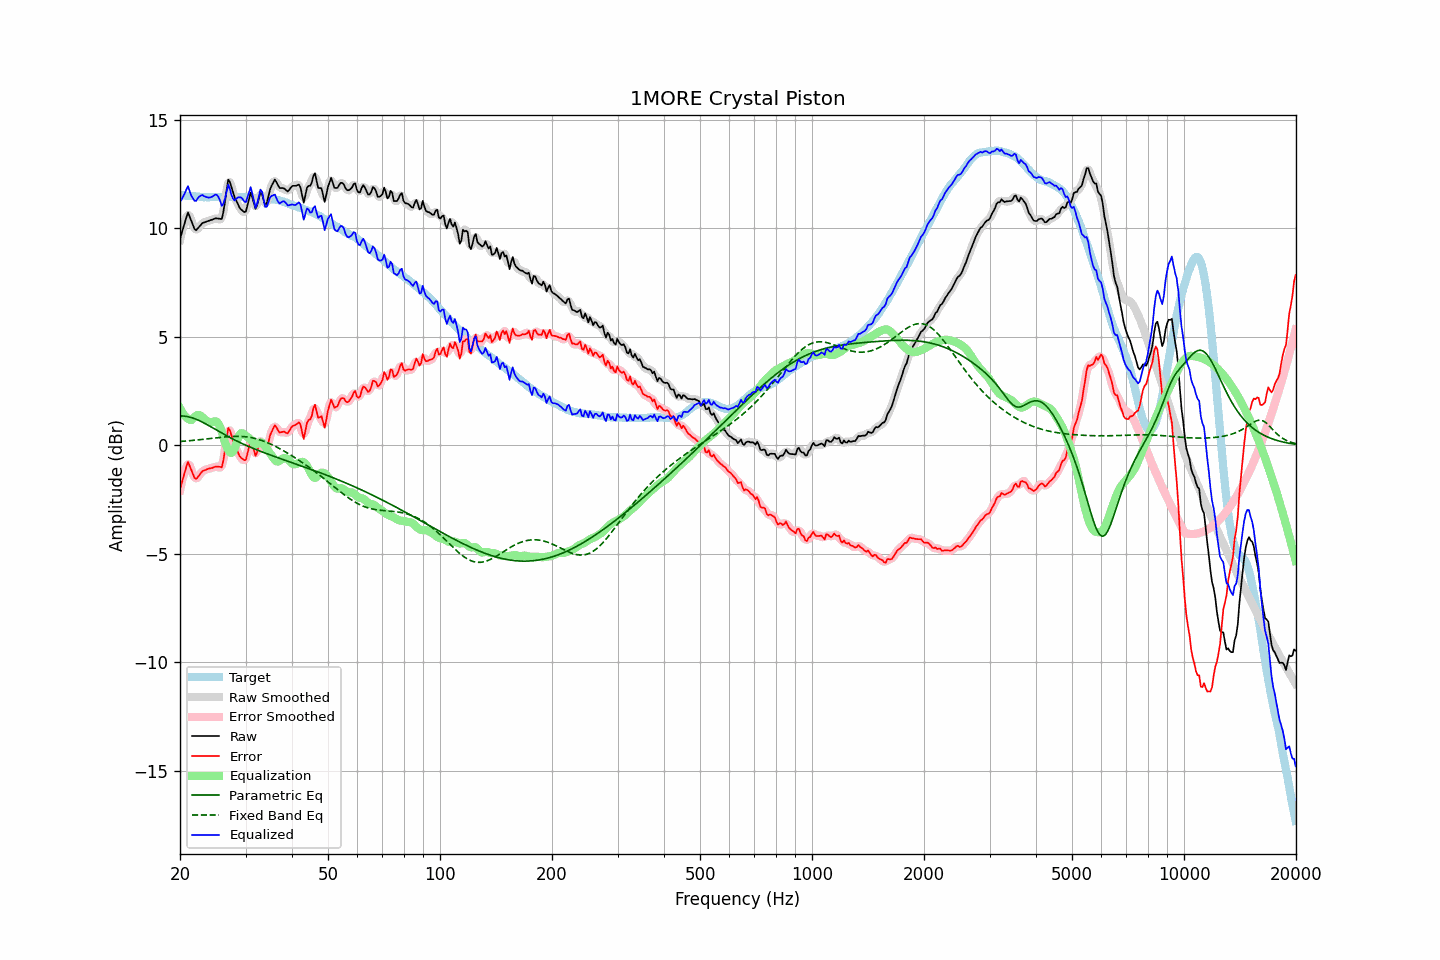 1MORE Crystal Piston
15
10
5
0
−5
−10
−15
Amplitude (dBr)
Target
Raw Smoothed
Error Smoothed
Raw
Error
Equalization
Parametric Eq
Fixed Band Eq
Equalized
20 50 100 200 500 1000 2000 5000 10000 20000
Frequency (Hz)